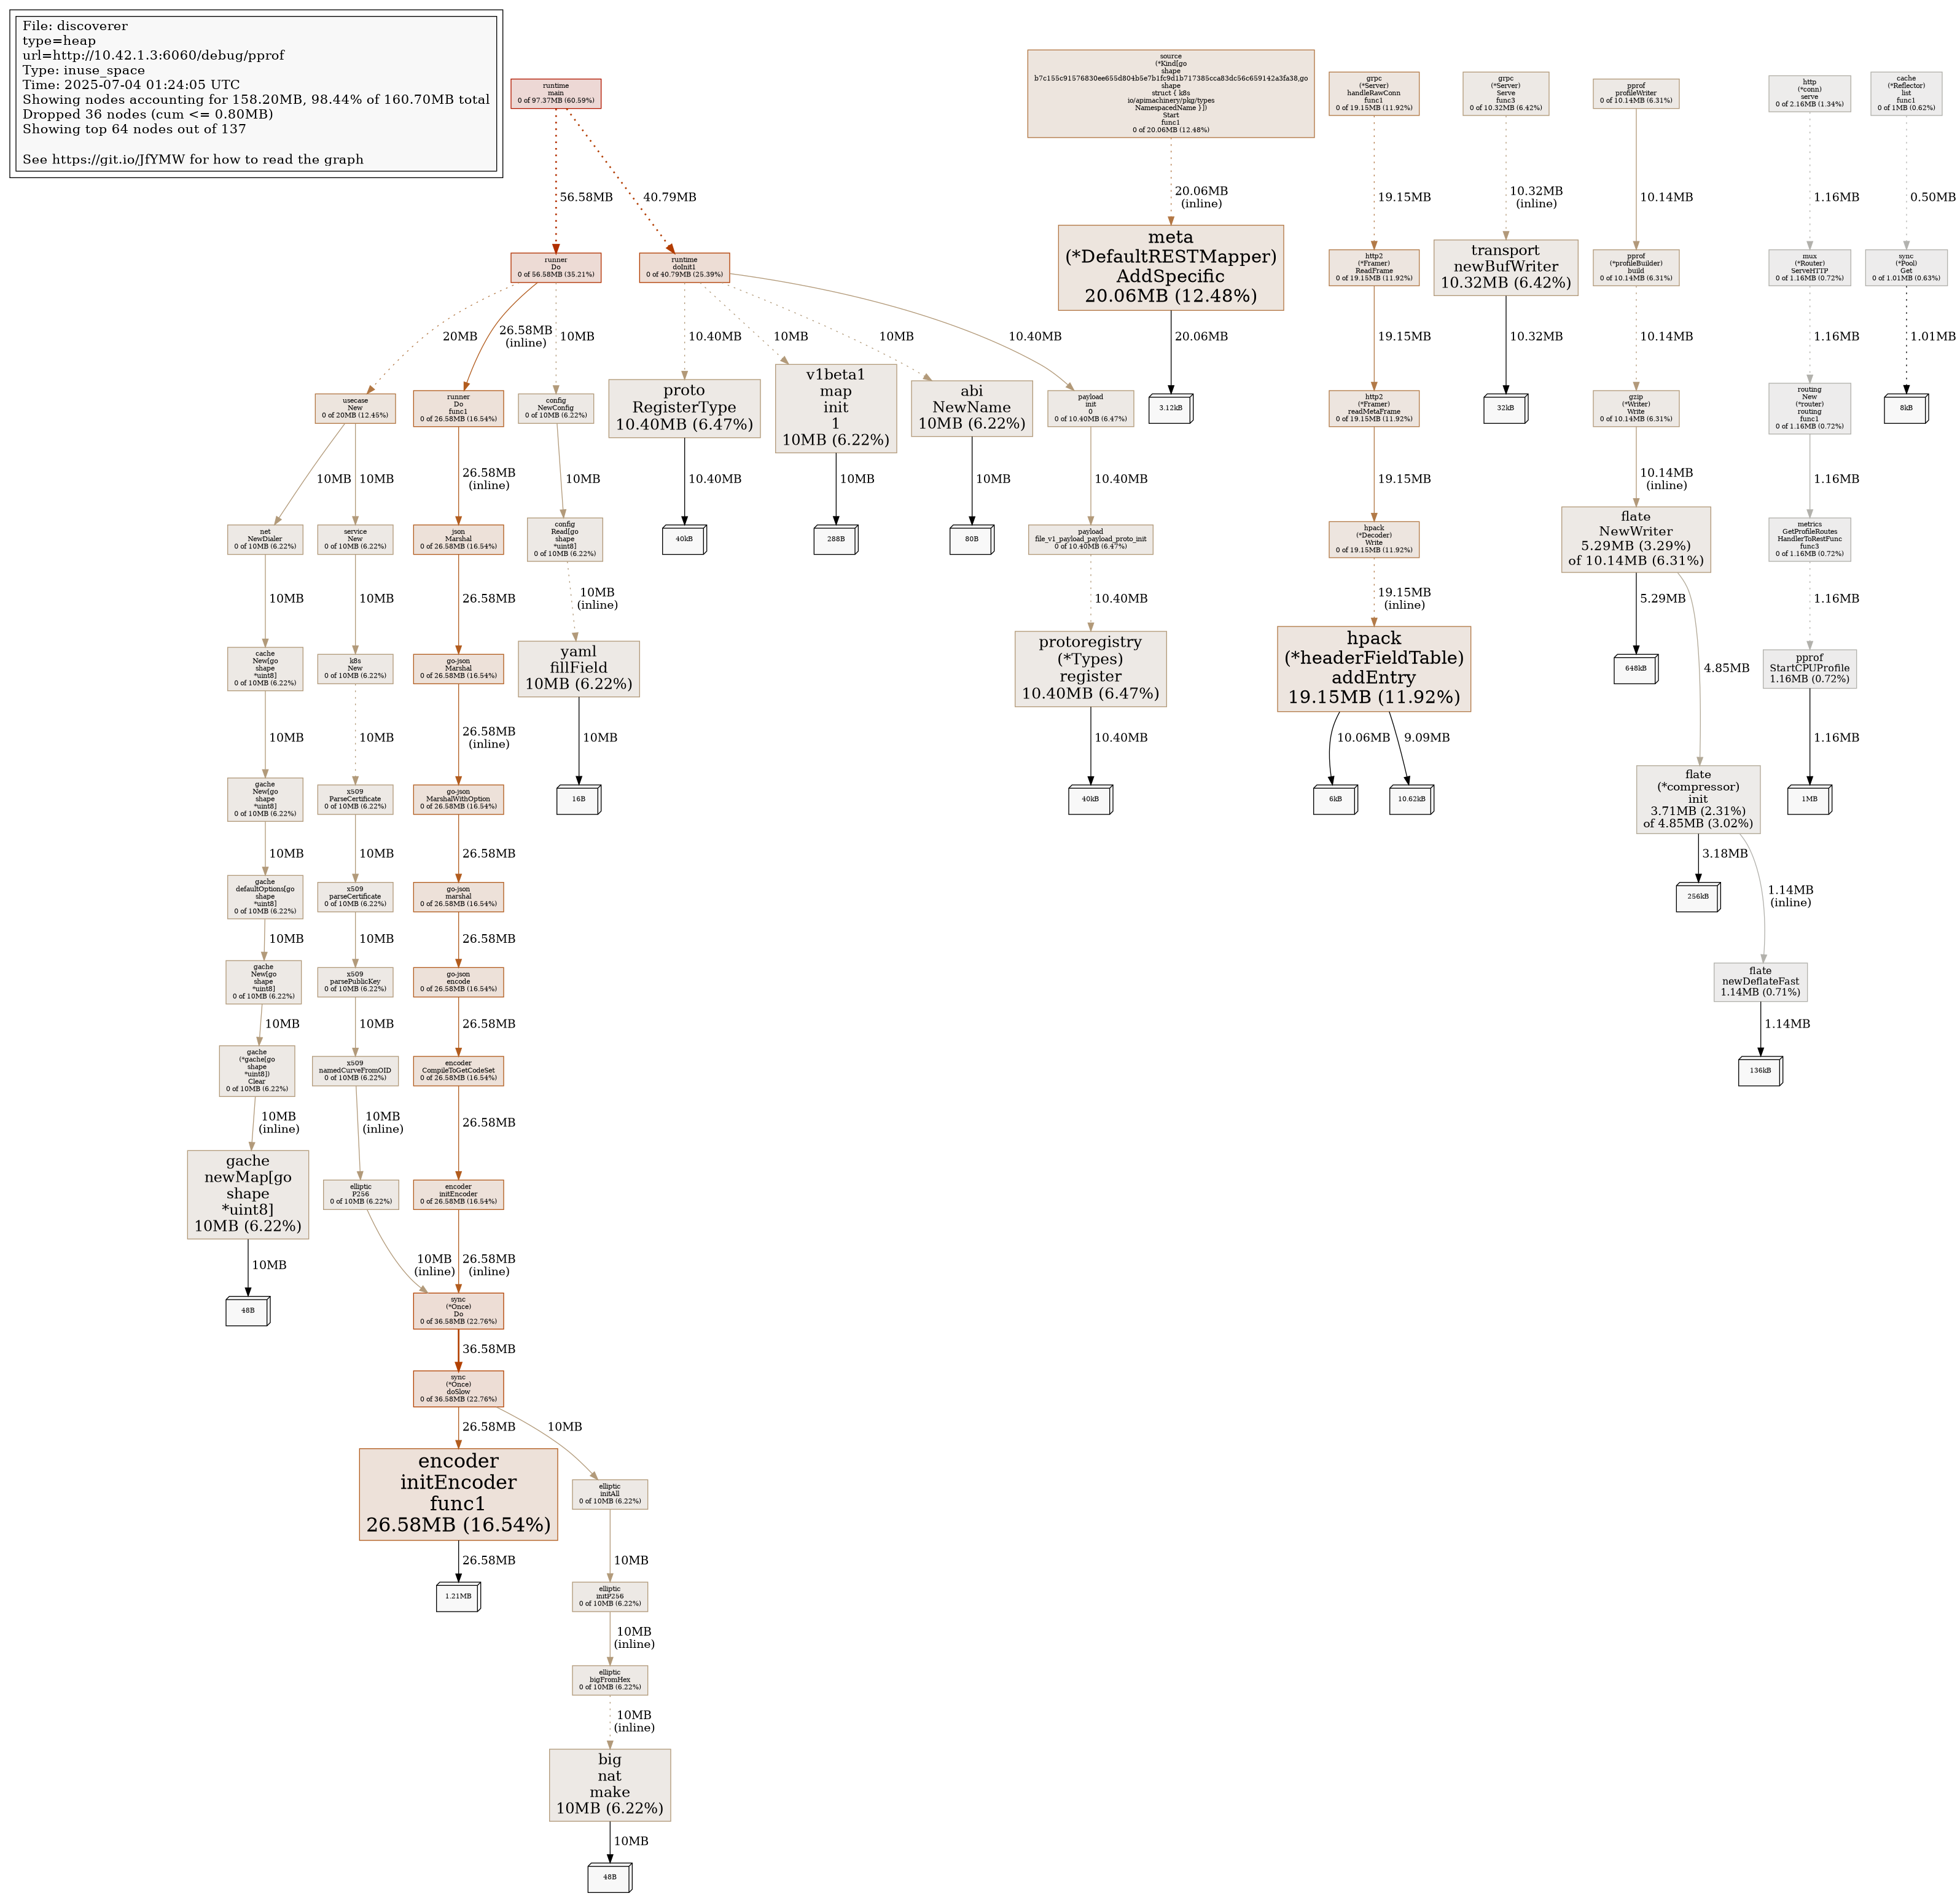 File: discoverer
type=heap
url=http://10.42.1.3:6060/debug/pprof
Type: inuse_space
Time: 2025-07-04 01:24:05 UTC
Showing nodes accounting for 158.20MB, 98.44% of 160.70MB total
Dropped 36 nodes (cum <= 0.80MB)
Showing top 64 nodes out of 137
See https://git.io/JfYMW for how to read the graph
runtime
main
0 of 97.37MB (60.59%)
source
(*Kind[go
shape
b7c155c91576830ee655d804b5e7b1fc9d1b717385cca83dc56c659142a3fa38,go
shape
struct { k8s
io/apimachinery/pkg/types
NamespacedName }])
Start
func1
0 of 20.06MB (12.48%)
grpc
(*Server)
handleRawConn
func1
0 of 19.15MB (11.92%)
grpc
(*Server)
Serve
func3
0 of 10.32MB (6.42%)
pprof
profileWriter
0 of 10.14MB (6.31%)
http
(*conn)
serve
0 of 2.16MB (1.34%)
cache
(*Reflector)
list
func1
0 of 1MB (0.62%)
56.58MB
40.79MB
20.06MB
(inline)
19.15MB
10.32MB
(inline)
10.14MB
1.16MB
0.50MB
runner
Do
0 of 56.58MB (35.21%)
runtime
doInit1
0 of 40.79MB (25.39%)
meta
(*DefaultRESTMapper)
AddSpecific
20.06MB (12.48%)
http2
(*Framer)
ReadFrame
0 of 19.15MB (11.92%)
transport
newBufWriter
10.32MB (6.42%)
pprof
(*profileBuilder)
build
0 of 10.14MB (6.31%)
mux
(*Router)
ServeHTTP
0 of 1.16MB (0.72%)
sync
(*Pool)
Get
0 of 1.01MB (0.63%)
20MB
26.58MB
(inline)
10MB
10.40MB
10MB
10MB
10.40MB
20.06MB
19.15MB
10.32MB
10.14MB
1.16MB
1.01MB
usecase
New
0 of 20MB (12.45%)
runner
Do
func1
0 of 26.58MB (16.54%)
config
NewConfig
0 of 10MB (6.22%)
proto
RegisterType
10.40MB (6.47%)
v1beta1
map
init
1
10MB (6.22%)
abi
NewName
10MB (6.22%)
payload
init
0
0 of 10.40MB (6.47%)
3.12kB
http2
(*Framer)
readMetaFrame
0 of 19.15MB (11.92%)
32kB
gzip
(*Writer)
Write
0 of 10.14MB (6.31%)
routing
New
(*router)
routing
func1
0 of 1.16MB (0.72%)
8kB
10MB
10MB
26.58MB
(inline)
10MB
10.40MB
10MB
10MB
10.40MB
19.15MB
10.14MB
(inline)
1.16MB
net
NewDialer
0 of 10MB (6.22%)
service
New
0 of 10MB (6.22%)
json
Marshal
0 of 26.58MB (16.54%)
config
Read[go
shape
*uint8]
0 of 10MB (6.22%)
40kB
288B
80B
payload
file_v1_payload_payload_proto_init
0 of 10.40MB (6.47%)
hpack
(*Decoder)
Write
0 of 19.15MB (11.92%)
flate
NewWriter
5.29MB (3.29%)
of 10.14MB (6.31%)
metrics
GetProfileRoutes
HandlerToRestFunc
func3
0 of 1.16MB (0.72%)
10MB
10MB
26.58MB
10MB
(inline)
10.40MB
19.15MB
(inline)
5.29MB
4.85MB
1.16MB
cache
New[go
shape
*uint8]
0 of 10MB (6.22%)
k8s
New
0 of 10MB (6.22%)
go-json
Marshal
0 of 26.58MB (16.54%)
yaml
fillField
10MB (6.22%)
protoregistry
(*Types)
register
10.40MB (6.47%)
hpack
(*headerFieldTable)
addEntry
19.15MB (11.92%)
648kB
pprof
StartCPUProfile
1.16MB (0.72%)
10MB
10MB
26.58MB
(inline)
10MB
10.40MB
10.06MB
9.09MB
1.16MB
gache
New[go
shape
*uint8]
0 of 10MB (6.22%)
x509
ParseCertificate
0 of 10MB (6.22%)
go-json
MarshalWithOption
0 of 26.58MB (16.54%)
16B
40kB
6kB
10.62kB
flate
(*compressor)
init
3.71MB (2.31%)
of 4.85MB (3.02%)
1MB
10MB
10MB
26.58MB
3.18MB
1.14MB
(inline)
gache
defaultOptions[go
shape
*uint8]
0 of 10MB (6.22%)
x509
parseCertificate
0 of 10MB (6.22%)
go-json
marshal
0 of 26.58MB (16.54%)
256kB
10MB
10MB
26.58MB
gache
New[go
shape
*uint8]
0 of 10MB (6.22%)
x509
parsePublicKey
0 of 10MB (6.22%)
go-json
encode
0 of 26.58MB (16.54%)
flate
newDeflateFast
1.14MB (0.71%)
10MB
10MB
26.58MB
1.14MB
gache
(*gache[go
shape
*uint8])
Clear
0 of 10MB (6.22%)
x509
namedCurveFromOID
0 of 10MB (6.22%)
encoder
CompileToGetCodeSet
0 of 26.58MB (16.54%)
136kB
10MB
(inline)
10MB
(inline)
26.58MB
gache
newMap[go
shape
*uint8]
10MB (6.22%)
elliptic
P256
0 of 10MB (6.22%)
encoder
initEncoder
0 of 26.58MB (16.54%)
10MB
10MB
(inline)
26.58MB
(inline)
48B
sync
(*Once)
Do
0 of 36.58MB (22.76%)
36.58MB
sync
(*Once)
doSlow
0 of 36.58MB (22.76%)
26.58MB
10MB
encoder
initEncoder
func1
26.58MB (16.54%)
elliptic
initAll
0 of 10MB (6.22%)
26.58MB
10MB
1.21MB
elliptic
initP256
0 of 10MB (6.22%)
10MB
(inline)
elliptic
bigFromHex
0 of 10MB (6.22%)
10MB
(inline)
big
nat
make
10MB (6.22%)
10MB
48B